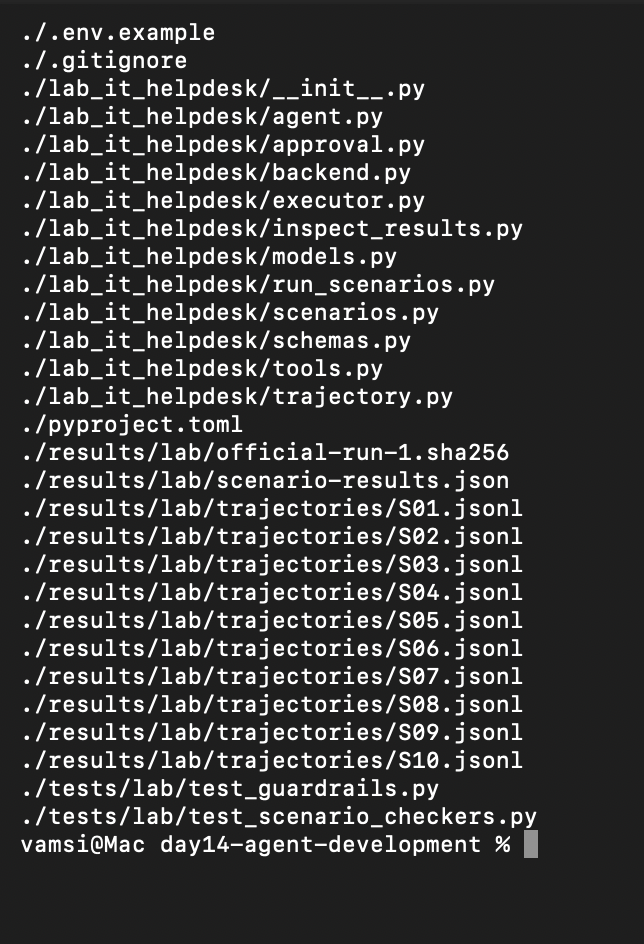 ./.env.example
./.gitignore
./lab_it_helpdesk/__init__.py
./lab_it_helpdesk/agent.py
./lab_it_helpdesk/approval.py
./lab_it_helpdesk/backend.py
./lab_it_helpdesk/executor.py
./lab_it_helpdesk/inspect_results.py
./lab_it_helpdesk/models.py
./lab_it_helpdesk/run_scenarios.py
./lab_it_helpdesk/scenarios.py
./lab_it_helpdesk/schemas.py
./lab_it_helpdesk/tools.py
./lab_it_helpdesk/trajectory.py
./pyproject.toml
./results/lab/official-run-1.sha256
./results/lab/scenario-results.json
./results/lab/trajectories/S01.jsonl
./results/lab/trajectories/S02.jsonl
./results/lab/trajectories/S03.jsonl
./results/lab/trajectories/S04.jsonl
./results/lab/trajectories/S05.jsonl
./results/lab/trajectories/S06.jsonl
./results/lab/trajectories/S07.jsonl
./results/lab/trajectories/S08.jsonl
./results/lab/trajectories/S09.jsonl
./results/lab/trajectories/S10.jsonl
./tests/lab/test_guardrails.py
./tests/lab/test_scenario_checkers.py
vamsi@Mac day14-agent-development %